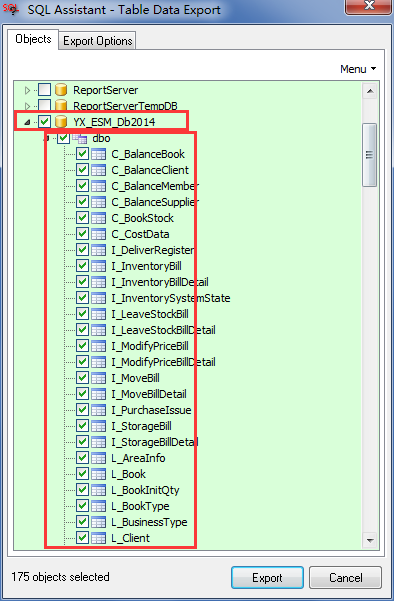 SQL Assistant - Table Data Export
Objects
Export Options
Menu
ReportServer
ReportServerTempDB
YX_ESM_Db2014
dbo
C_BalanceBook
C_BalanceClient
C_BalanceMember
C_BalanceSupplier
C_BookStock
C_CostData
I_DeliverRegister
I_InventoryBill
I_InventoryBillDetail
I_InventorySystemState
I_LeaveStockBill
I_LeaveStockBillDetail
I_ModifyPriceBill
I_ModifyPriceBillDetail
I_MoveBill
I_MoveBillDetail
I_PurchaseIssue
I_StorageBill
I_StorageBillDetail
L_AreaInfo
L_Book
L_BookInitQty
L_BookType
L_BusinessType
L_Client
175 objects selected
Export
Cancel